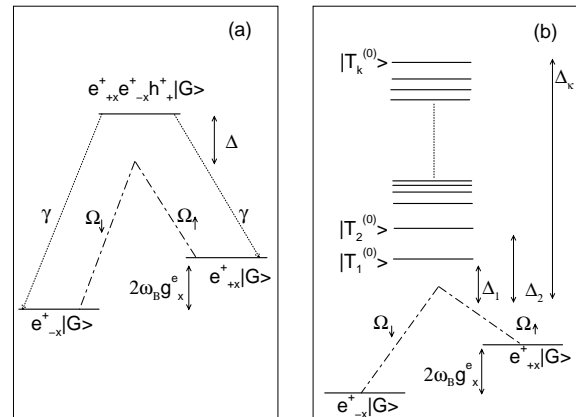 (a)
e⁺₊ₓe⁺₋ₓh⁺₊|G>
Δ
γ
Ω↓
Ω↑
γ
e⁺₊ₓ|G>
2ω_B g^e_x
e⁺₋ₓ|G>
(b)
|T_k^(0)>
Δ_κ
|T_2^(0)>
|T_1^(0)>
Δ_1
Δ_2
Ω↓
Ω↑
e⁺₊ₓ|G>
2ω_B g^e_x
e⁺₋ₓ|G>